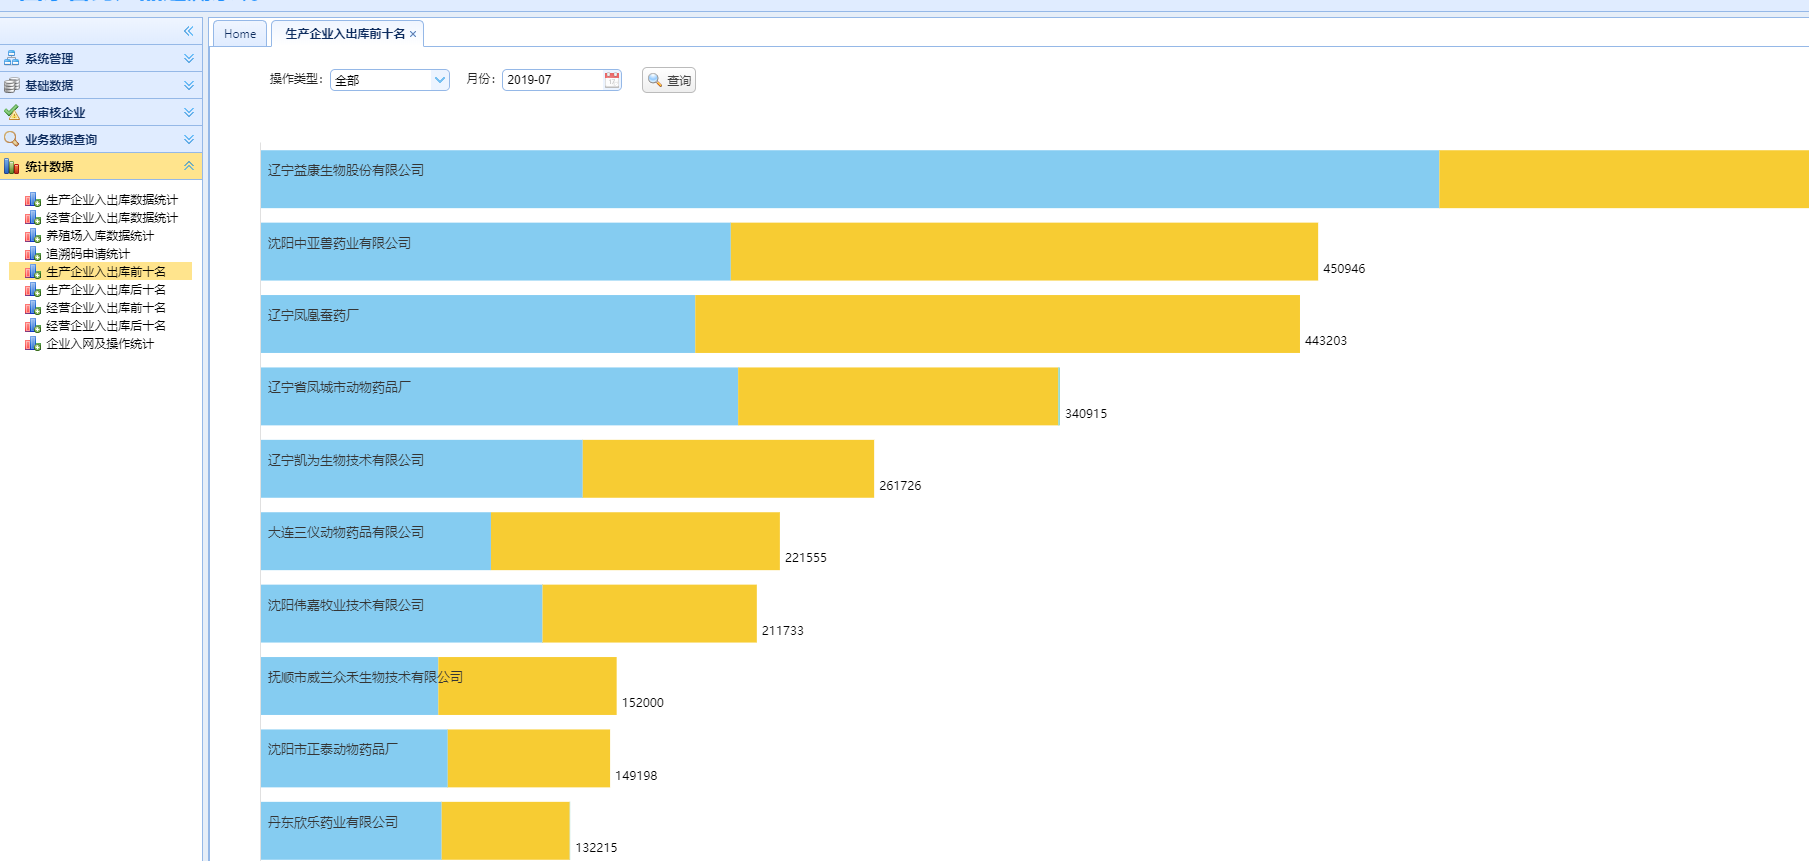 Home
生产企业入出库前十名
系统管理
基础数据
待审核企业
业务数据查询
统计数据
生产企业入出库数据统计
经营企业入出库数据统计
养殖场入库数据统计
追溯码申请统计
生产企业入出库前十名
生产企业入出库后十名
经营企业入出库前十名
经营企业入出库后十名
企业入网及操作统计
操作类型: 全部 月份: 2019-07 查询
辽宁益康生物股份有限公司
沈阳中亚兽药业有限公司
450946
辽宁凤凰蚕药厂
443203
辽宁省凤城市动物药品厂
340915
辽宁凯为生物技术有限公司
261726
大连三仪动物药品有限公司
221555
沈阳伟嘉牧业技术有限公司
211733
抚顺市威兰众禾生物技术有限公司
152000
沈阳市正泰动物药品厂
149198
丹东欣乐药业有限公司
132215